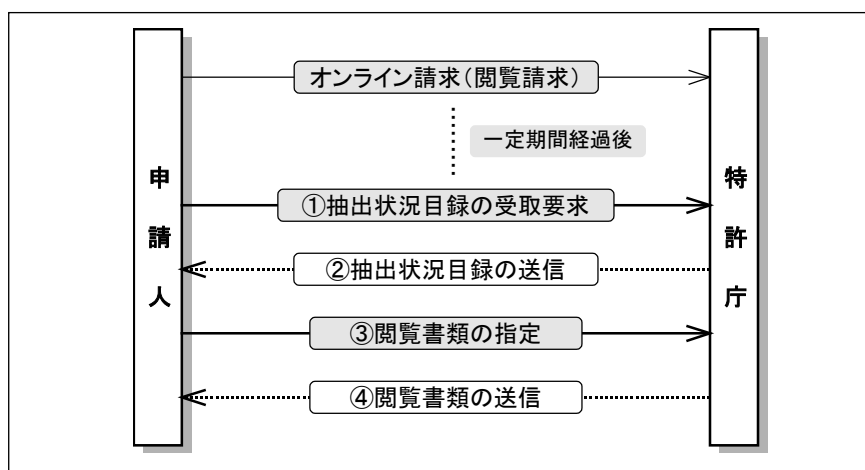 オンライン請求(閲覧請求)
一定期間経過後
申請人
特許庁
①抽出状況目録の受取要求
②抽出状況目録の送信
③閲覧書類の指定
④閲覧書類の送信